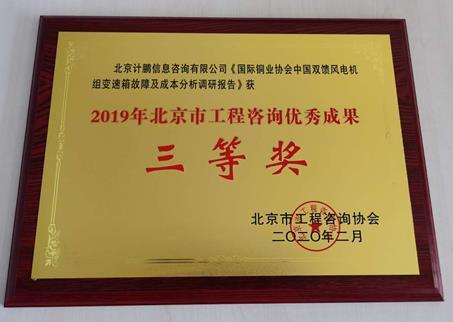 北京计鹏信息咨询有限公司《国际铜业协会中国双馈风电机
组变速箱故障及成本分析调研报告》获
2019年北京市工程咨询优秀成果
三等奖
北京市工程咨询协会
二〇二〇年二月